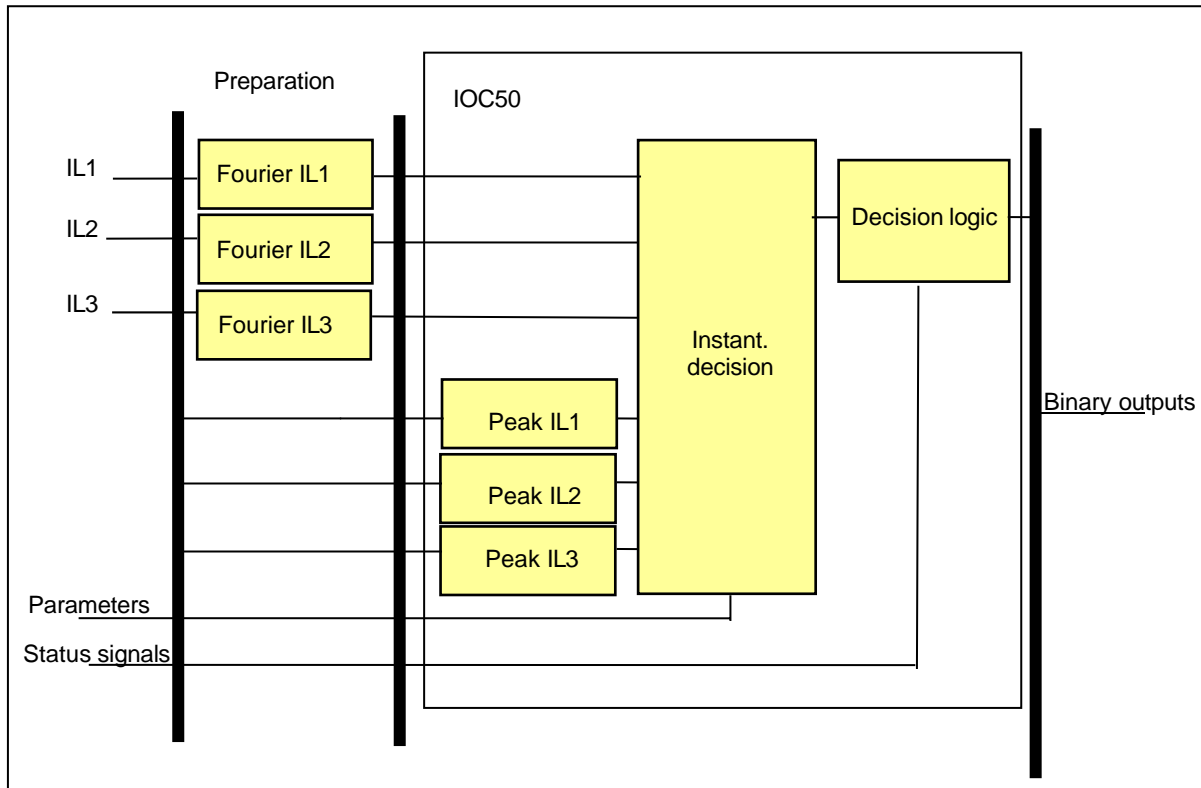 Preparation
IOC50
IL1
Fourier IL1
IL2
Fourier IL2
IL3
Fourier IL3
Decision logic
Instant.
decision
Peak IL1
Binary outputs
Peak IL2
Peak IL3
Parameters
Status signals